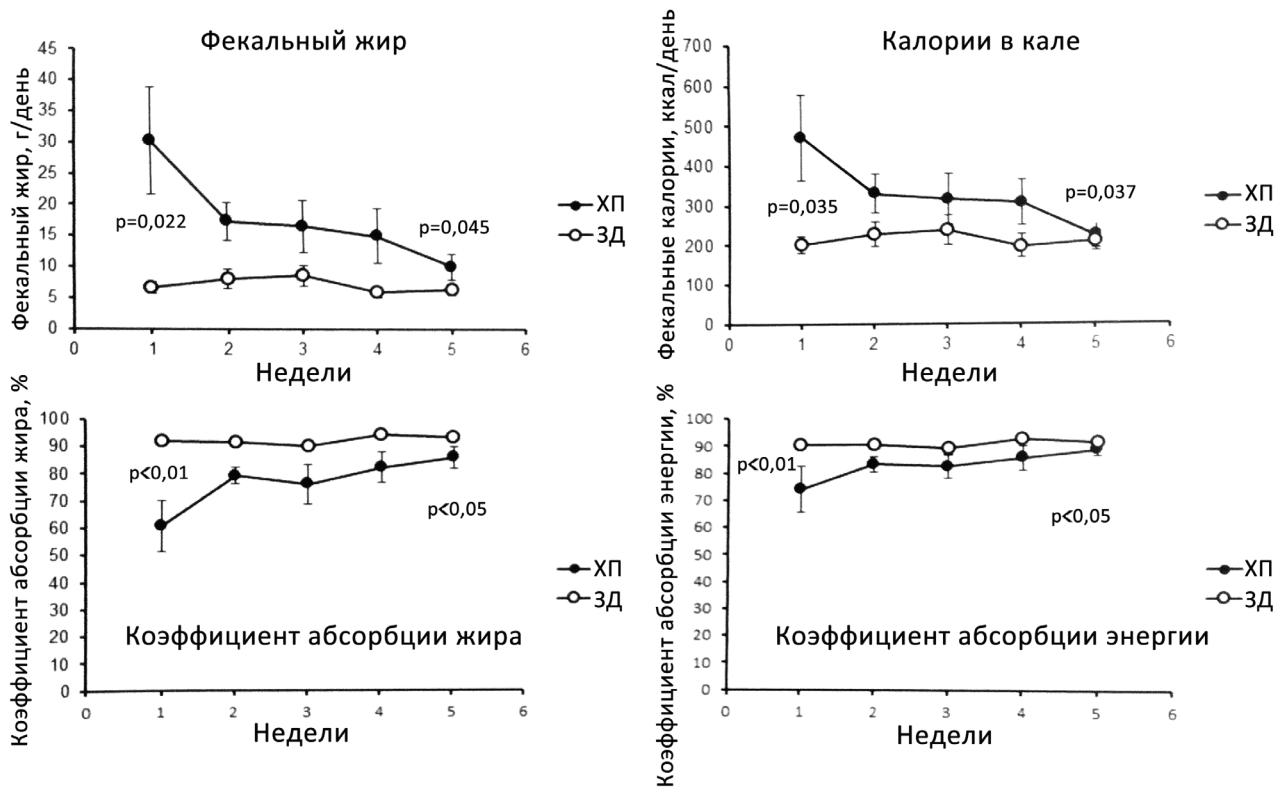 Фекальный жир
Фекальный жир, г/день
45
40
35
30
25
20
15
10
5
0
p=0,022
p=0,045
ХП
ЗД
0 1 2 3 4 5 6
Недели
Калории в кале
Фекальные калории, ккал/день
700
600
500
400
300
200
100
0
p=0,035
p=0,037
ХП
ЗД
0 1 2 3 4 5 6
Недели
Коэффициент абсорбции жира, %
100
90
80
70
60
50
40
30
20
10
0
p<0,01
p<0,05
ХП
ЗД
Коэффициент абсорбции жира
0 1 2 3 4 5 6
Недели
Коэффициент абсорбции энергии, %
100
90
80
70
60
50
40
30
20
10
0
p<0,01
p<0,05
ХП
ЗД
Коэффициент абсорбции энергии
0 1 2 3 4 5 6
Недели